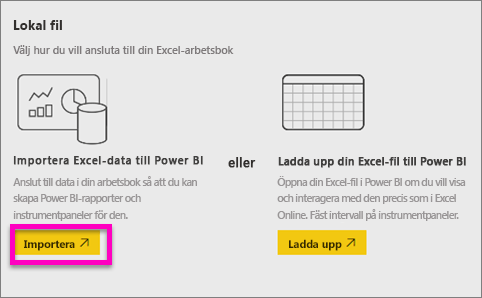 Lokal fil
Välj hur du vill ansluta till din Excel-arbetsbok
Importera Excel-data till Power BI
Anslut till data i din arbetsbok så att du kan
skapa Power BI-rapporter och
instrumentpaneler för den.
Importera
eller
Ladda upp din Excel-fil till Power BI
Öppna din Excel-fil i Power BI om du vill visa
och interagera med den precis som i Excel
Online. Fäst intervall på instrumentpaneler.
Ladda upp